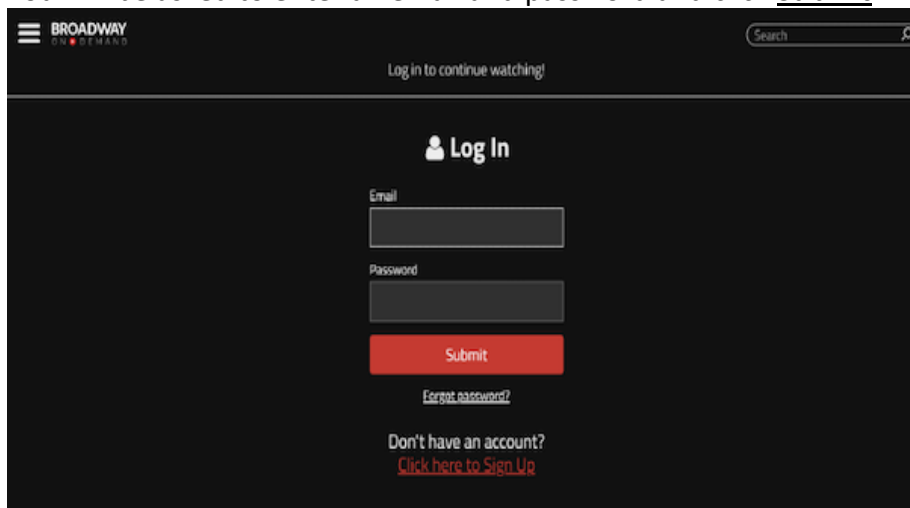 BROADWAY
ON DEMAND
Search
Log in to continue watching!
Log In
Email
Password
Submit
Forgot password?
Don't have an account?
Click here to Sign Up